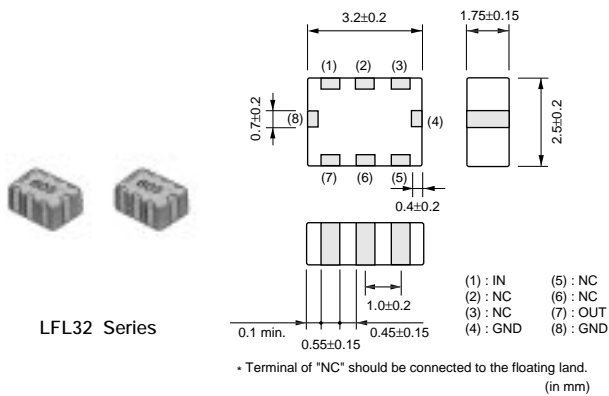 3.2±0.2
1.75±0.15
(1) (2) (3)
0.7±0.2
(8)
(4)
2.5±0.2
(7) (6) (5)
0.4±0.2
1.0±0.2
0.1 min.
0.45±0.15
0.55±0.15
LFL32 Series
(1) : IN (5) : NC
(2) : NC (6) : NC
(3) : NC (7) : OUT
(4) : GND (8) : GND
* Terminal of "NC" should be connected to the floating land.
(in mm)